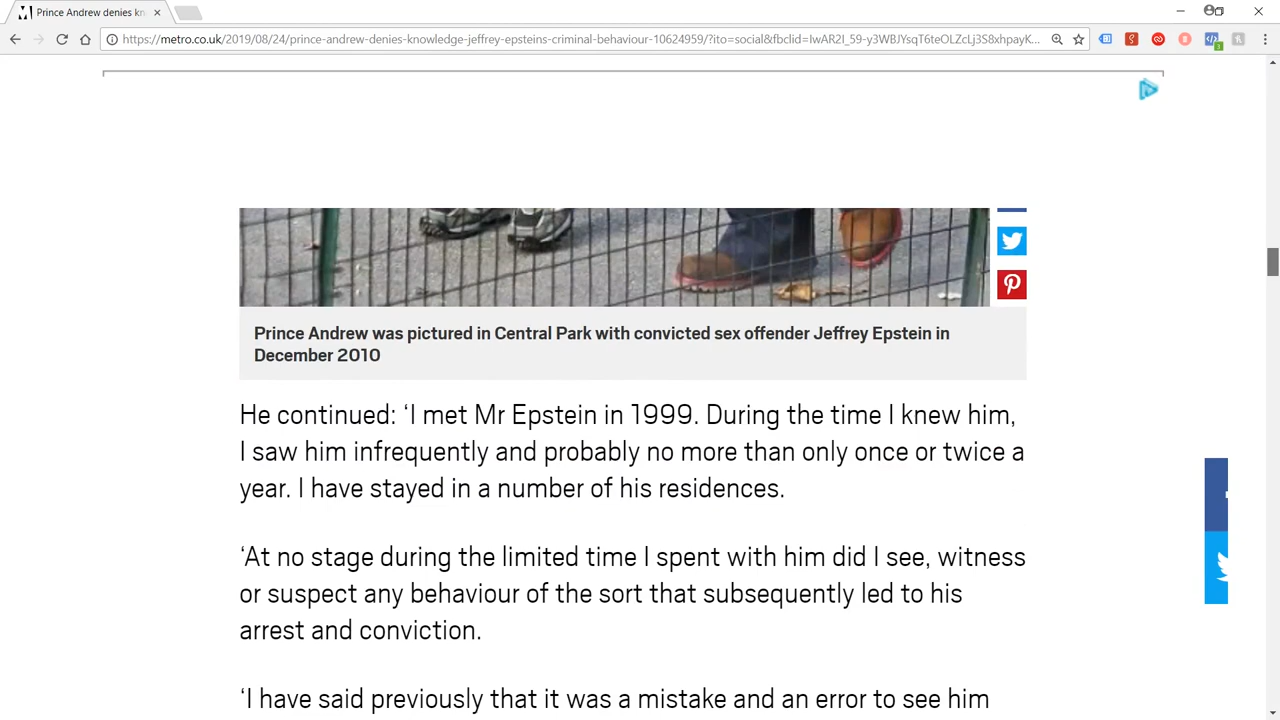 Prince Andrew denies kn
https://metro.co.uk/2019/08/24/prince-andrew-denies-knowledge-jeffrey-epsteins-criminal-behaviour-10624959/?ito=social&fbclid=IwAR2I_59-y3WBJYsqT6teOLZcLj3S8xhpayK...
Prince Andrew was pictured in Central Park with convicted sex offender Jeffrey Epstein in
December 2010
He continued: ‘I met Mr Epstein in 1999. During the time I knew him,
I saw him infrequently and probably no more than only once or twice a
year. I have stayed in a number of his residences.
‘At no stage during the limited time I spent with him did I see, witness
or suspect any behaviour of the sort that subsequently led to his
arrest and conviction.
‘I have said previously that it was a mistake and an error to see him